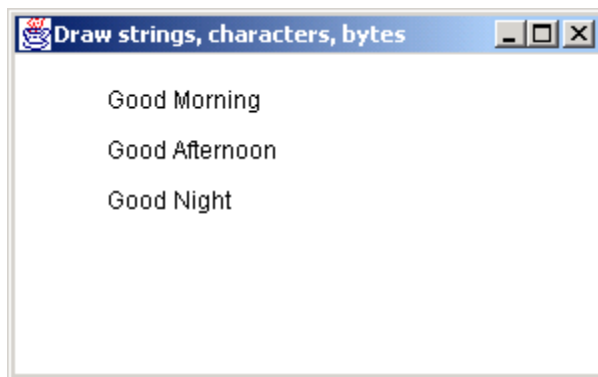 Draw strings, characters, bytes
Good Morning
Good Afternoon
Good Night